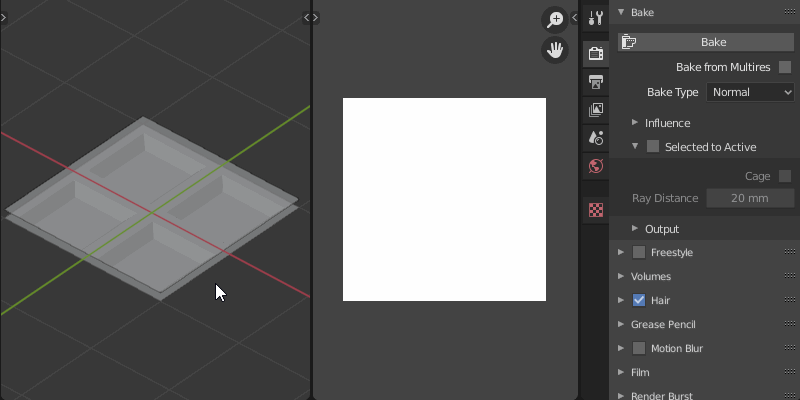 Bake
Bake
Bake from Multires
Bake Type Normal
Influence
Selected to Active
Cage
Ray Distance 20 mm
Output
Freestyle
Volumes
Hair
Grease Pencil
Motion Blur
Film
Render Burst